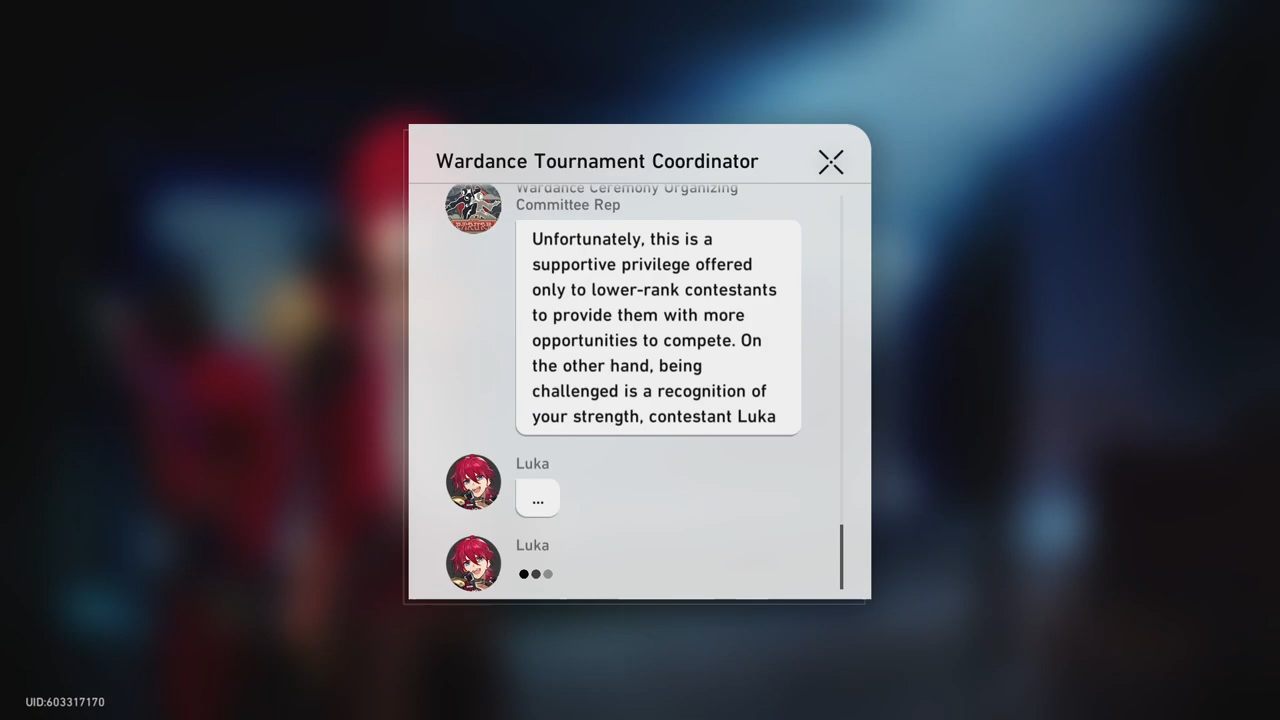 Wardance Tournament Coordinator
Wardance Ceremony Organizing
Committee Rep
Unfortunately, this is a
supportive privilege offered
only to lower-rank contestants
to provide them with more
opportunities to compete. On
the other hand, being
challenged is a recognition of
your strength, contestant Luka
Luka
...
Luka
UID:603317170